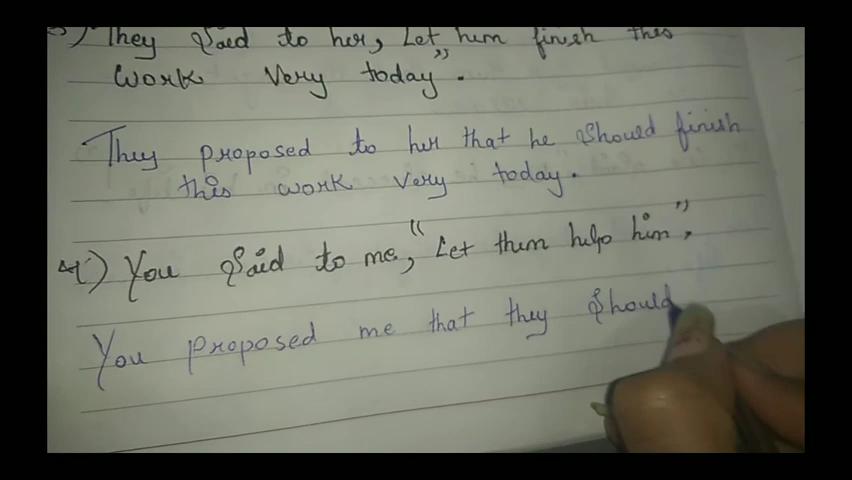 3) They said to her, Let him finish this
work very today".
They proposed to her that he should finish
this work very today.
4) You said to me, "Let them help him",
You proposed me that they should